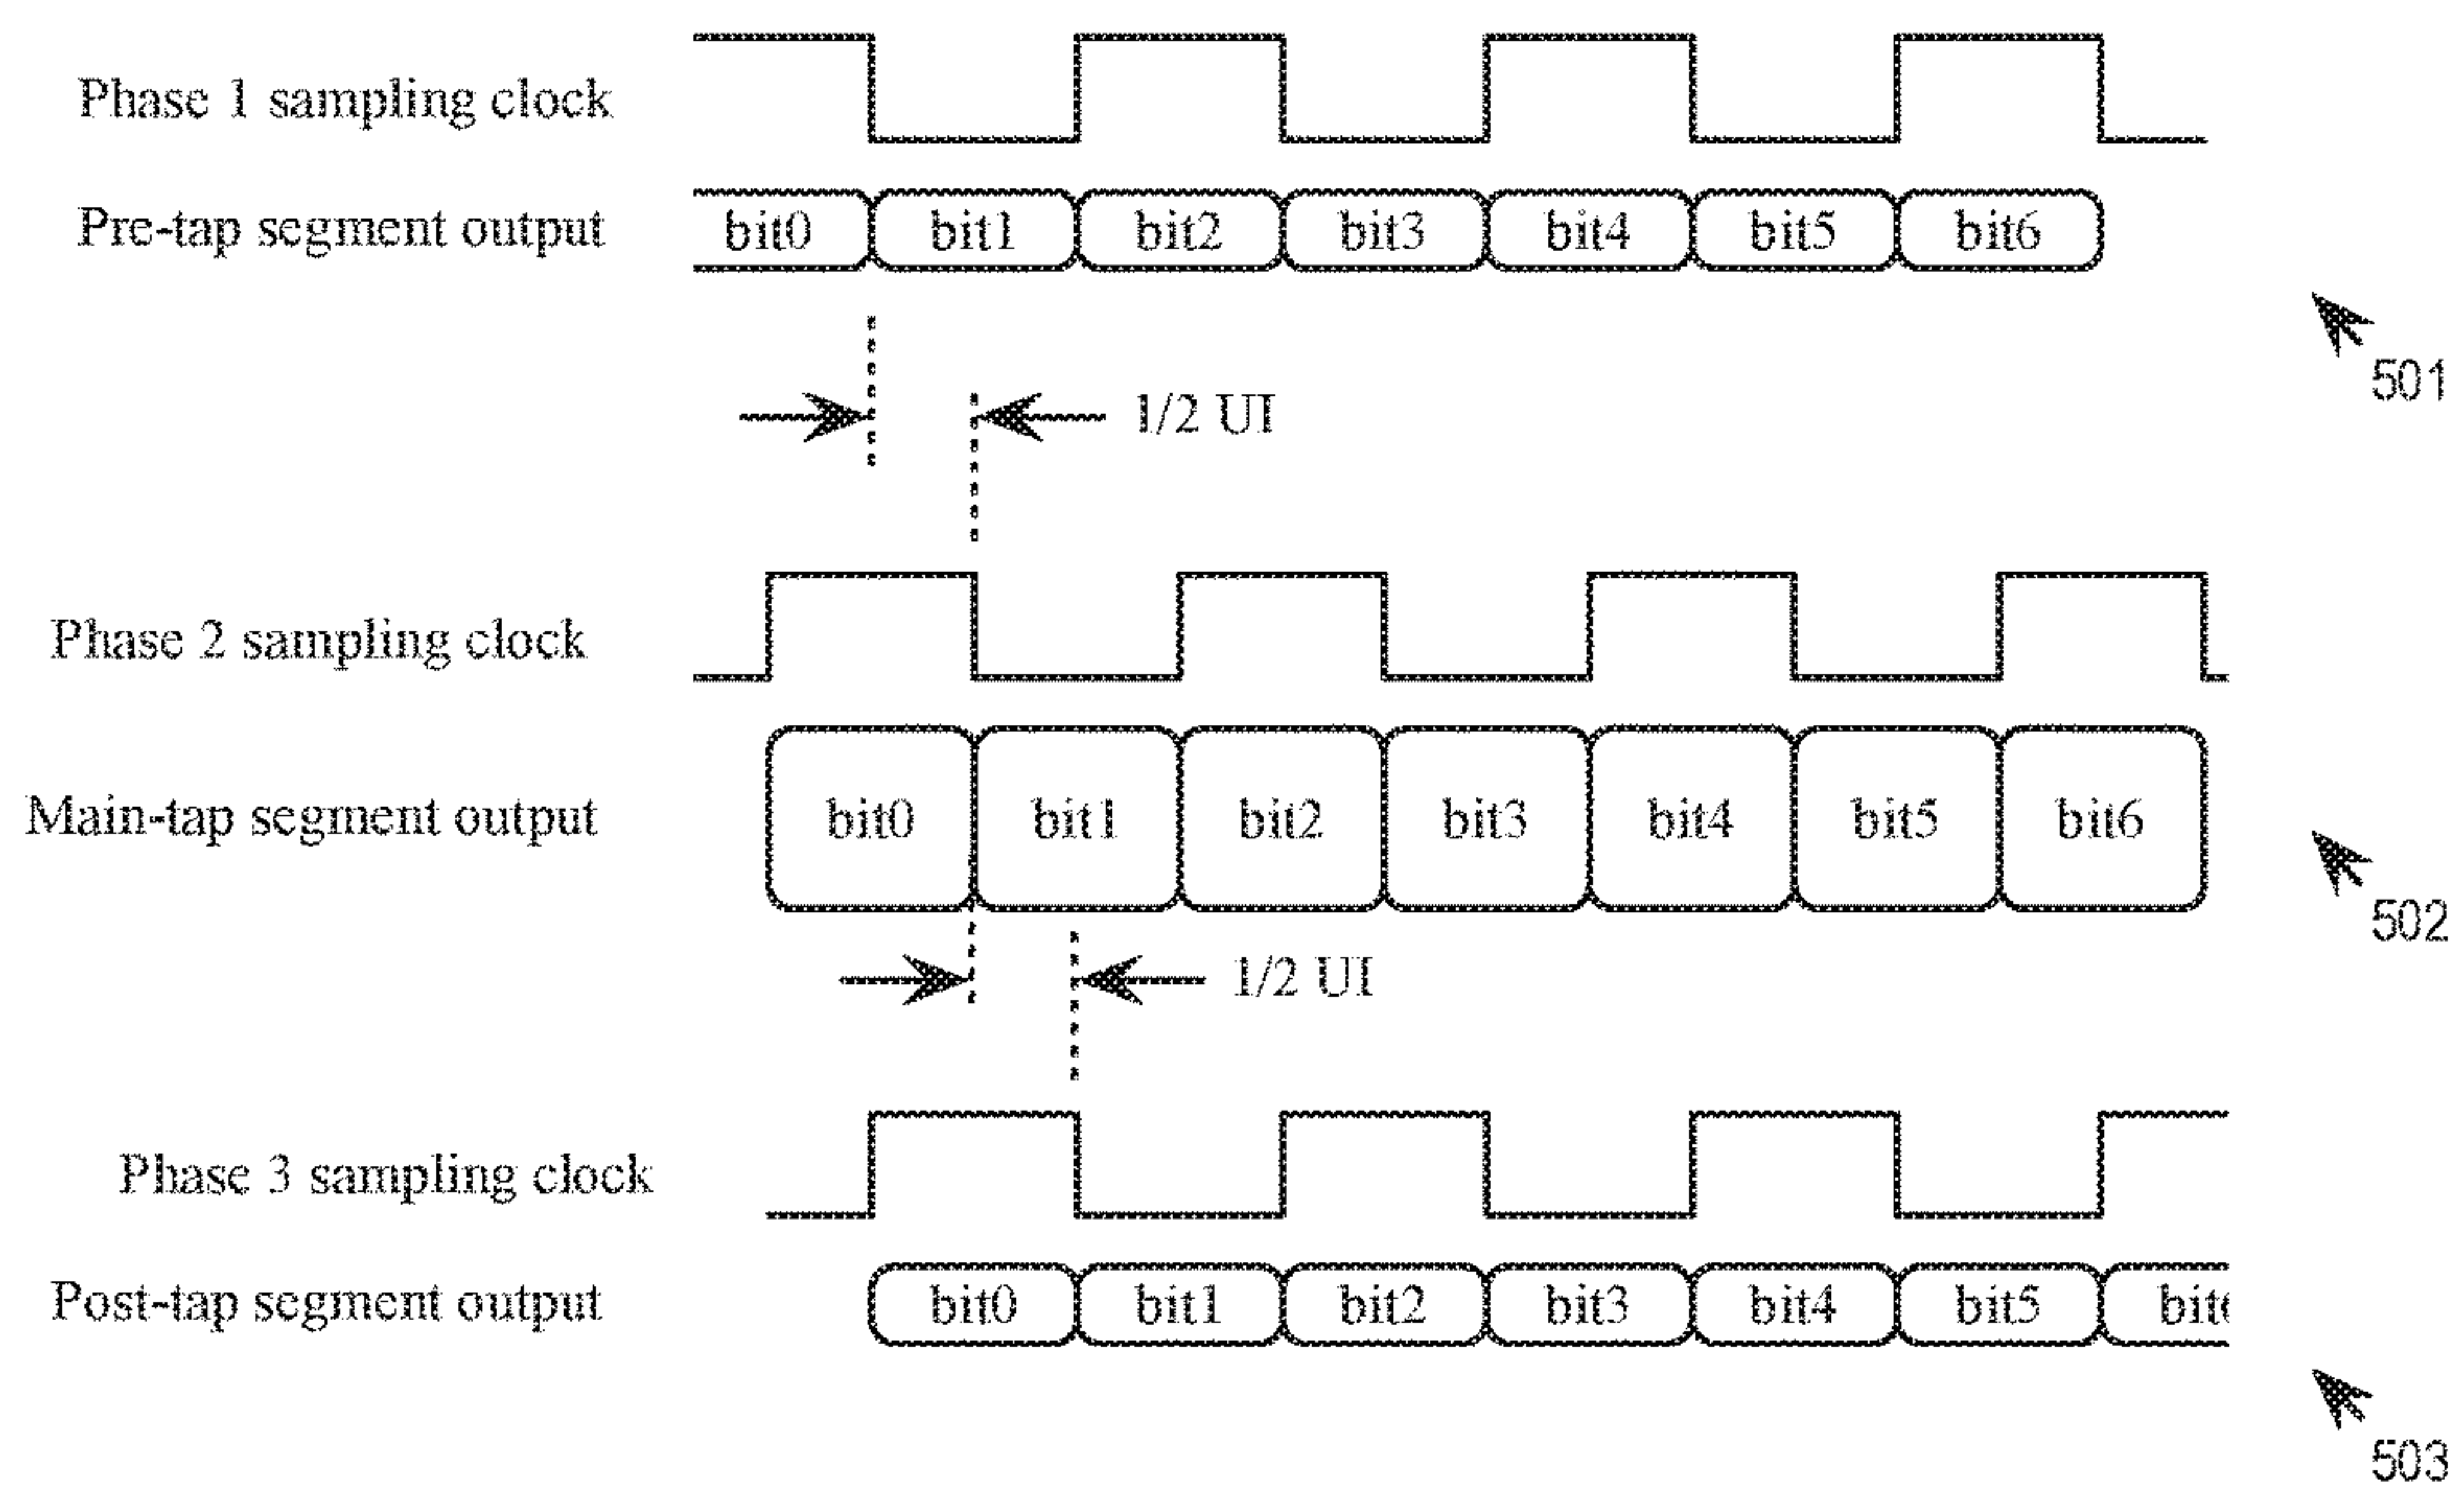 Phase 1 sampling clock
Pre-tap segment output bit0 bit1 bit2 bit3 bit4 bit5 bit6
501
1/2 UI
Phase 2 sampling clock
Main-tap segment output bit0 bit1 bit2 bit3 bit4 bit5 bit6
502
1/2 UI
Phase 3 sampling clock
Post-tap segment output bit0 bit1 bit2 bit3 bit4 bit5
503